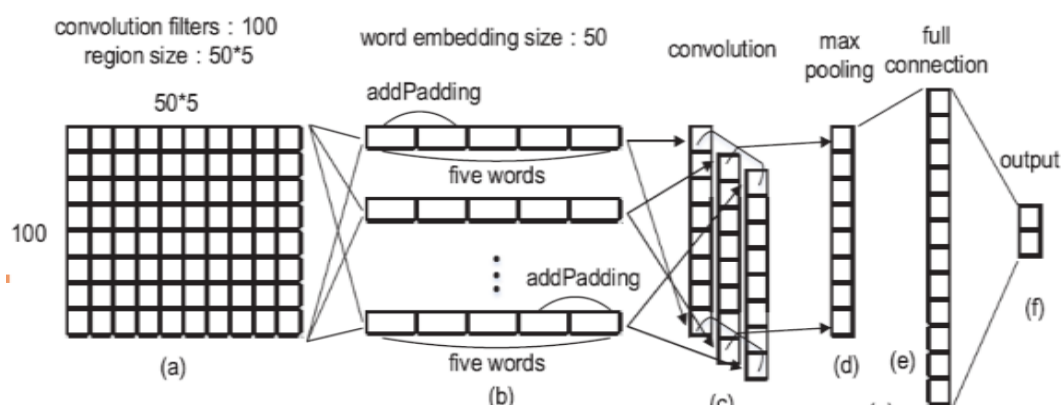 convolution filters : 100
region size : 50*5
word embedding size : 50
convolution
max
pooling
full
connection
50*5
addPadding
five words
output
100
addPadding
five words
(a)
(b)
(c)
(d)
(e)
(f)